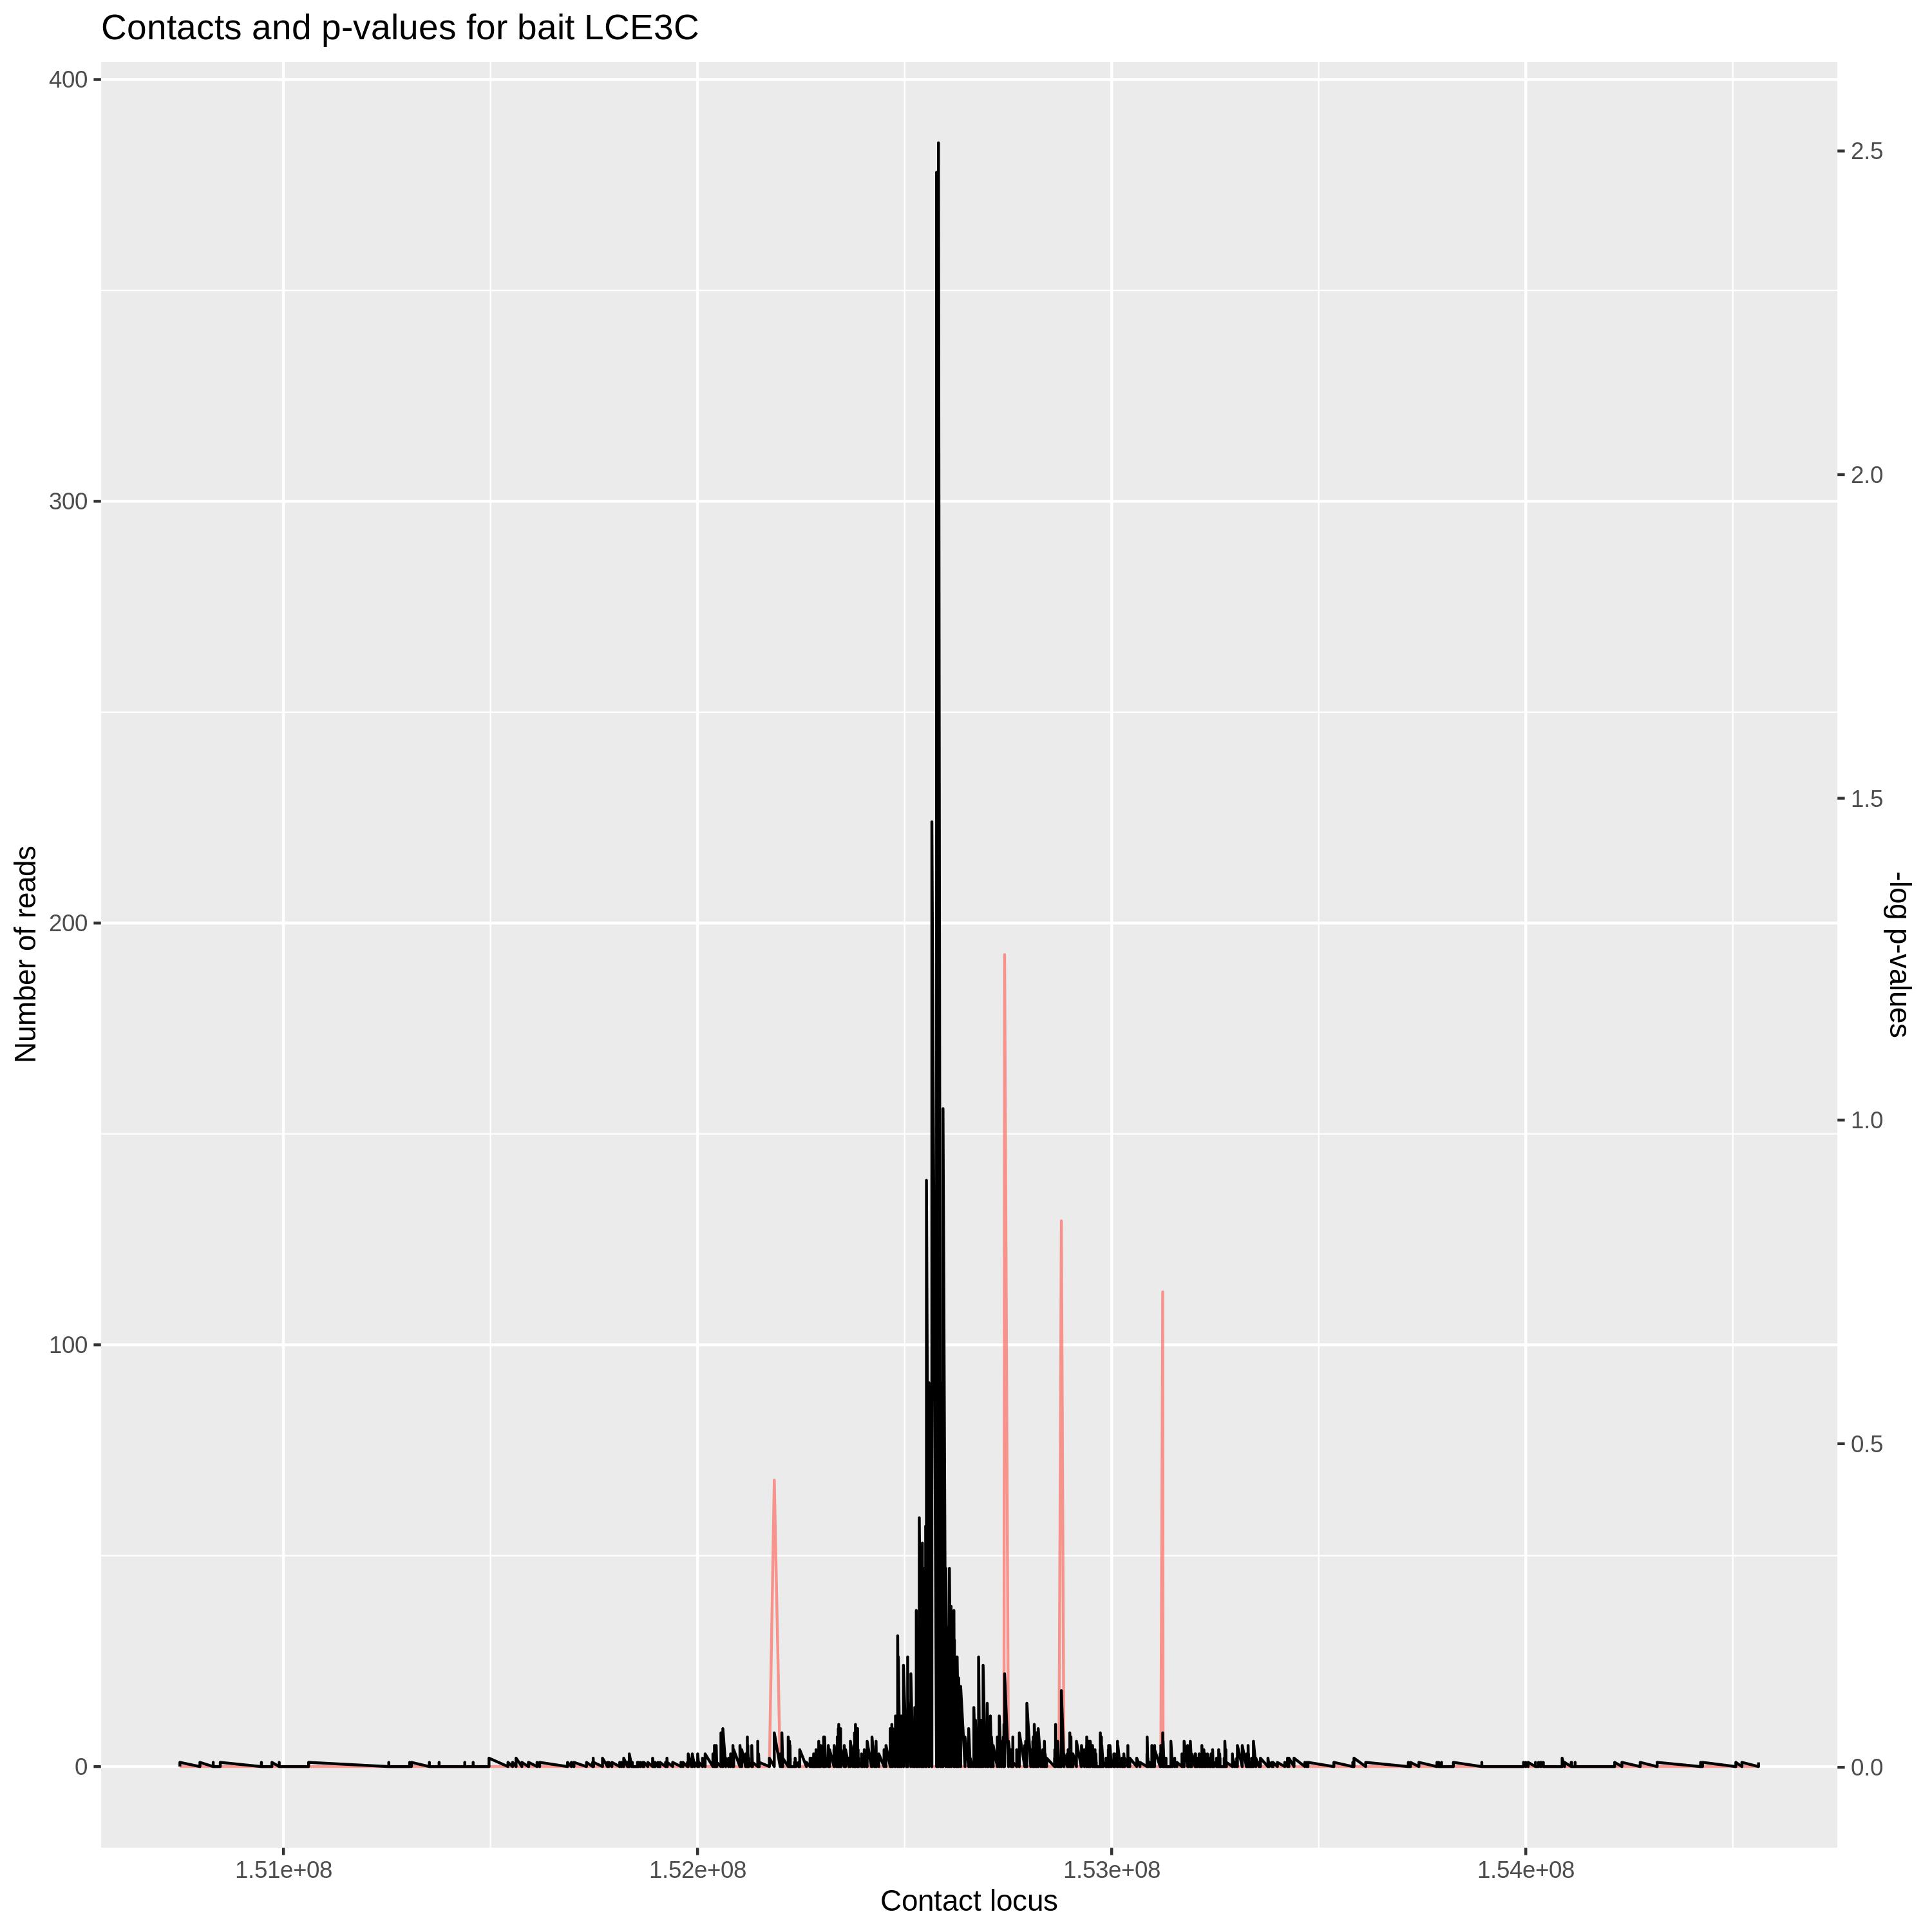 Contacts and p-values for bait LCE3C
400
300
200
100
0
Number of reads
2.5
2.0
1.5
1.0
0.5
0.0
-log p-values
1.51e+08
1.52e+08
1.53e+08
1.54e+08
Contact locus